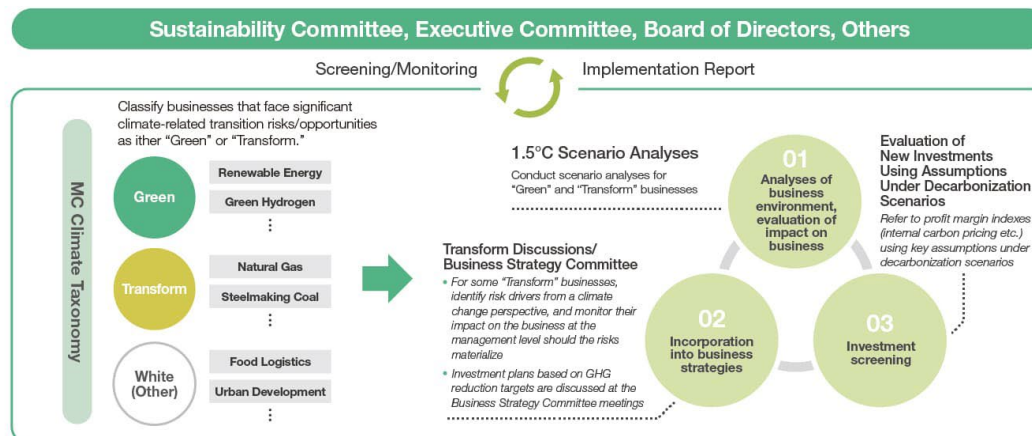 Sustainability Committee, Executive Committee, Board of Directors, Others
Screening/Monitoring
Implementation Report
MC Climate Taxonomy
Classify businesses that face significant
climate-related transition risks/opportunities
as ither “Green” or “Transform.”
Green
Renewable Energy
Green Hydrogen
Transform
Natural Gas
Steelmaking Coal
White
(Other)
Food Logistics
Urban Development
1.5°C Scenario Analyses
Conduct scenario analyses for
“Green” and “Transform” businesses
Transform Discussions/
Business Strategy Committee
• For some “Transform” businesses,
identify risk drivers from a climate
change perspective, and monitor their
impact on the business at the
management level should the risks
materialize
• Investment plans based on GHG
reduction targets are discussed at the
Business Strategy Committee meetings
01
Analyses of
business
environment,
evaluation of
impact on
business
02
Incorporation
into business
strategies
03
Investment
screening
Evaluation of
New Investments
Using Assumptions
Under Decarbonization
Scenarios
Refer to profit margin indexes
(internal carbon pricing etc.)
using key assumptions under
decarbonization scenarios